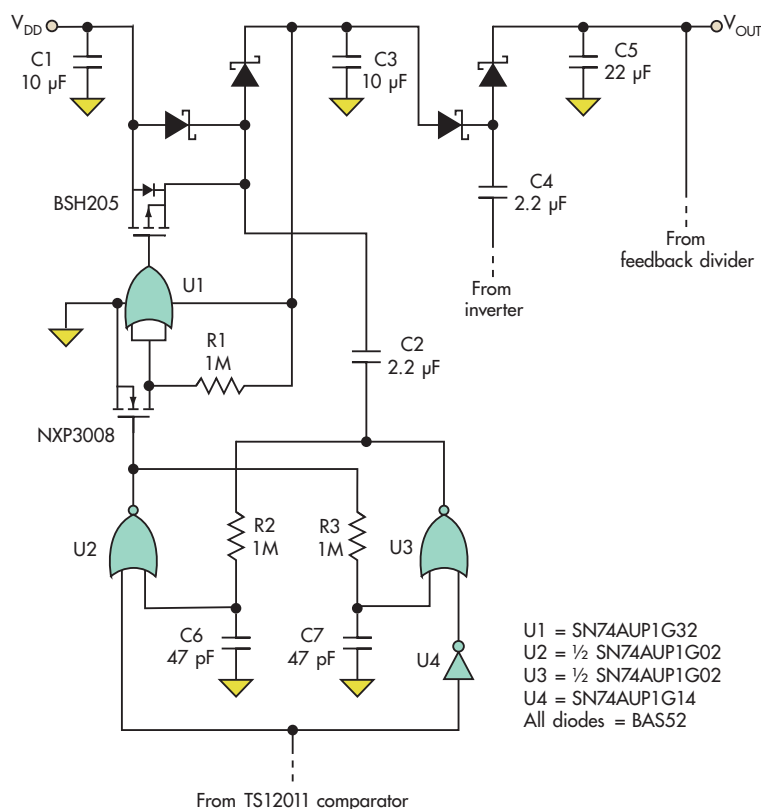 VDD
C1
10 µF
C3
10 µF
C5
22 µF
VOUT
BSH205
C4
2.2 µF
From
feedback divider
From
inverter
U1
R1
1M
C2
2.2 µF
NXP3008
U2
R2
1M
R3
1M
U3
C6
47 pF
C7
47 pF
U4
U1 = SN74AUP1G32
U2 = ½ SN74AUP1G02
U3 = ½ SN74AUP1G02
U4 = SN74AUP1G14
All diodes = BAS52
From TS12011 comparator